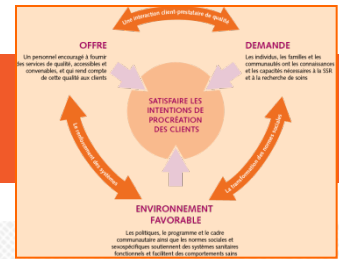 Une interaction client-prestataire de qualité
OFFRE
Un personnel encouragé à fournir
des services de qualité, accessibles et
convenables, et qui rend compte
de cette qualité aux clients
DEMANDE
Les individus, les familles et les
communautés ont les connaissances
et les capacités nécessaires à la SSR
et à la recherche de soins
SATISFAIRE LES
INTENTIONS DE
PROCRÉATION
DES CLIENTS
Le renforcement des systèmes
La transformation des normes sociales
ENVIRONNEMENT
FAVORABLE
Les politiques, le programme et le cadre
communautaire ainsi que les normes sociales et
sexospécifiques soutiennent des systèmes sanitaires
fonctionnels et facilitent des comportements sains